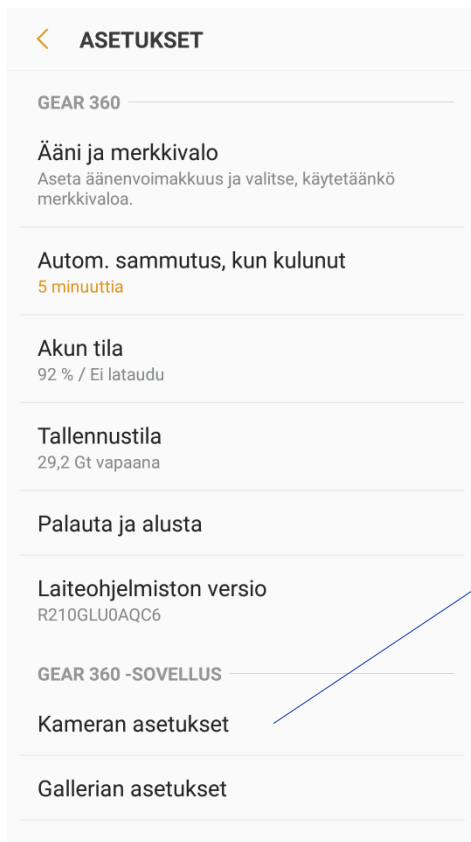 ASETUKSET
GEAR 360
Ääni ja merkkivalo
Aseta äänenvoimakkuus ja valitse, käytetäänkö
merkkivaloa.
Autom. sammutus, kun kulunut
5 minuuttia
Akun tila
92 % / Ei lataudu
Tallennustila
29,2 Gt vapaana
Palauta ja alusta
Laiteohjelmiston versio
R210GLU0AQC6
GEAR 360 -SOVELLUS
Kameran asetukset
Gallerian asetukset